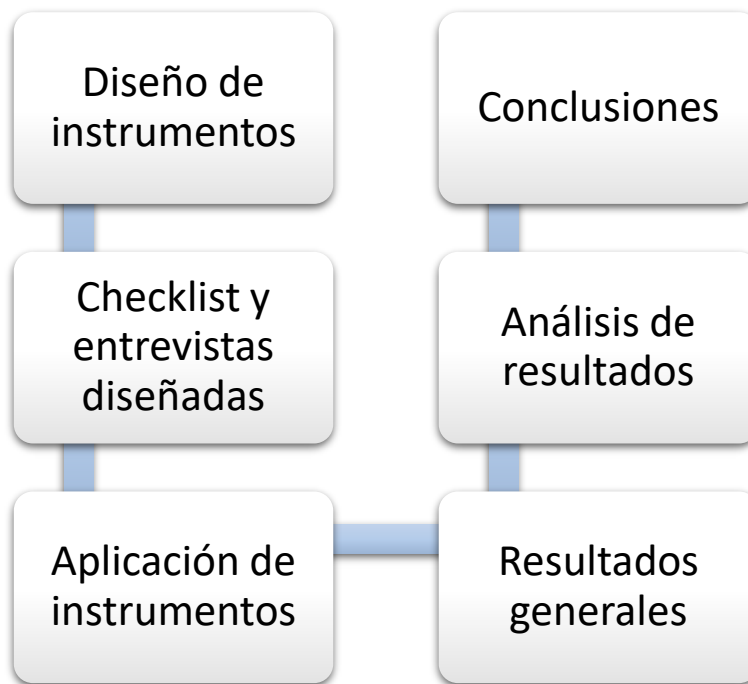 Diseño de
instrumentos
Checklist y
entrevistas
diseñadas
Aplicación de
instrumentos
Resultados
generales
Análisis de
resultados
Conclusiones